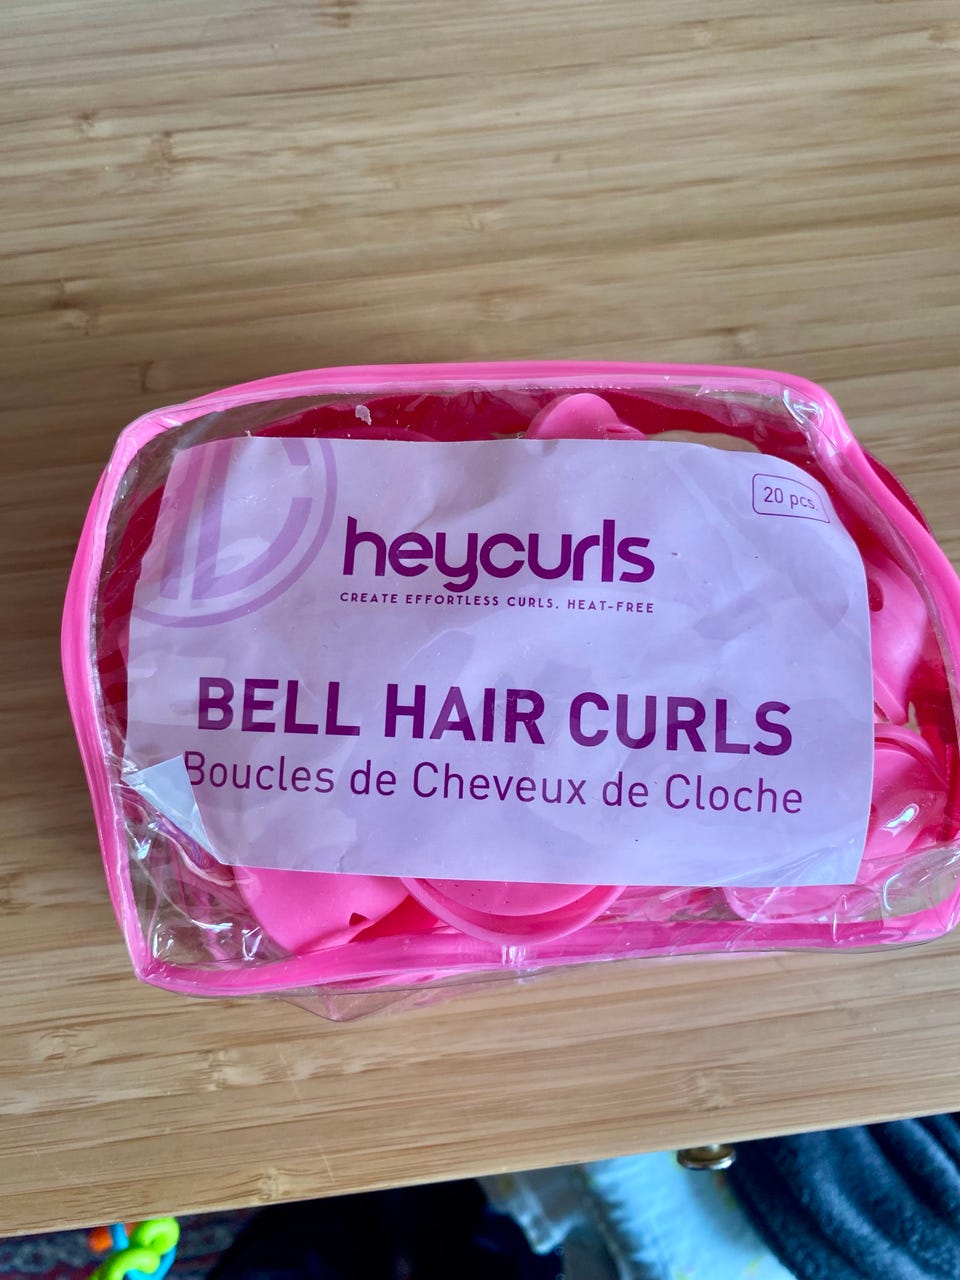 20 pcs.
heycurls
CREATE EFFORTLESS CURLS, HEAT-FREE
BELL HAIR CURLS
Boucles de Cheveux de Cloche